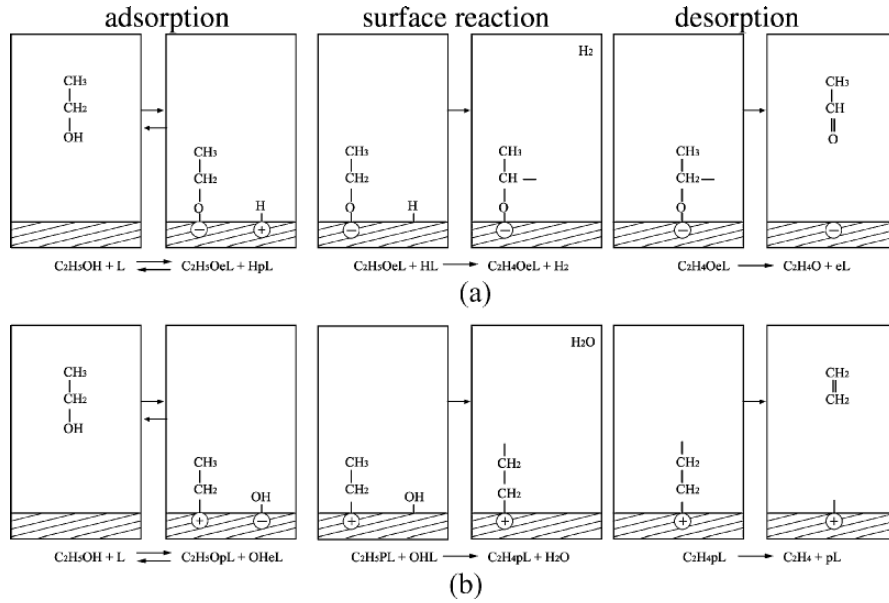 adsorption surface reaction desorption
H₂
CH₃
CH₂
OH
CH₃
CH₂
O
H
− +
CH₃
CH₂
O
H
−
CH₃
CH —
O
−
CH₃
CH₂—
O
−
CH₃
CH
O
−
C₂H₅OH + L ⇌ C₂H₅OeL + HpL
C₂H₅OeL + HL → C₂H₄OeL + H₂
C₂H₄OeL → C₂H₄O + eL
(a)
H₂O
CH₃
CH₂
OH
CH₃
CH₂
OH
+ −
CH₃
CH₂
OH
+
CH₂
CH₂
+
CH₂
CH₂
+
CH₂
CH₂
+
C₂H₅OH + L ⇌ C₂H₅OpL + OHeL
C₂H₅PL + OHL → C₂H₄pL + H₂O
C₂H₄pL → C₂H₄ + pL
(b)